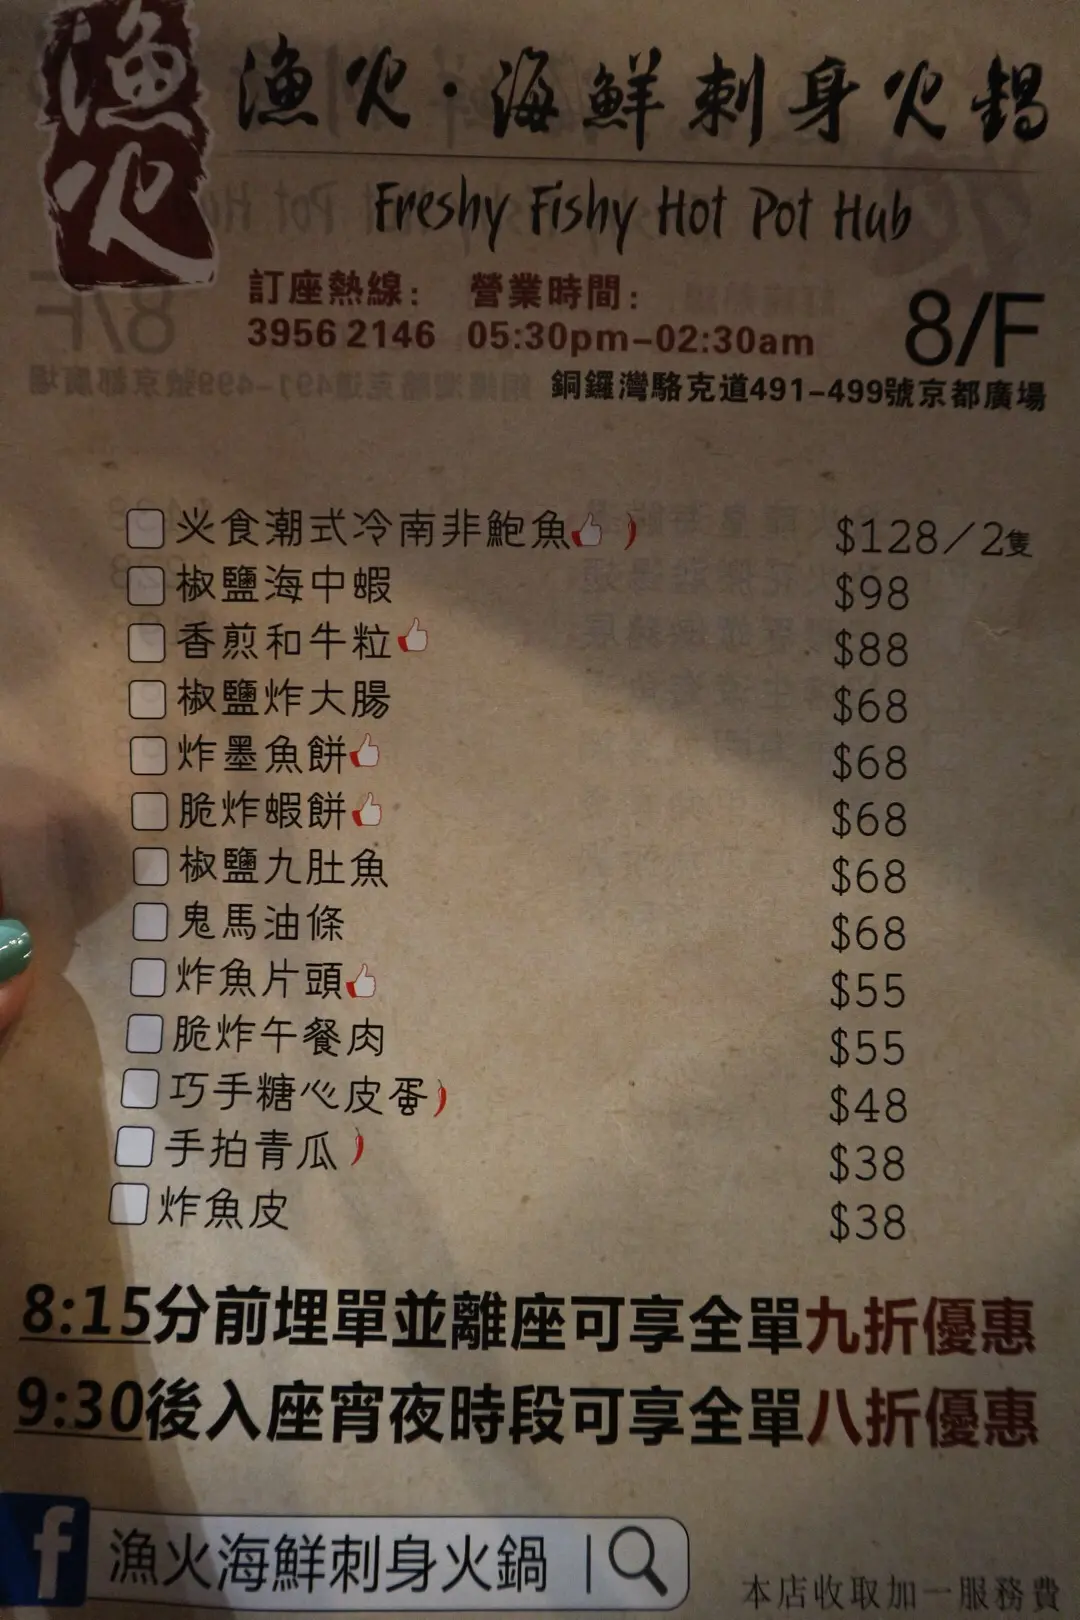 漁火
漁火·海鮮刺身火鍋
Freshy Fishy Hot Pot Hub
訂座熱線： 營業時間：
3956 2146 05:30pm–02:30am
8/F
銅鑼灣駱克道491–499號京都廣場
火食潮式冷南非鮑魚 $128/2隻
椒鹽海中蝦 $98
香煎和牛粒 $88
椒鹽炸大腸 $68
炸墨魚餅 $68
脆炸蝦餅 $68
椒鹽九肚魚 $68
鬼馬油條 $68
炸魚片頭 $55
脆炸午餐肉 $55
巧手糖心皮蛋 $48
手拍青瓜 $38
炸魚皮 $38
8:15分前埋單並離座可享全單九折優惠
9:30後入座宵夜時段可享全單八折優惠
f 漁火海鮮刺身火鍋
本店收取加一服務費